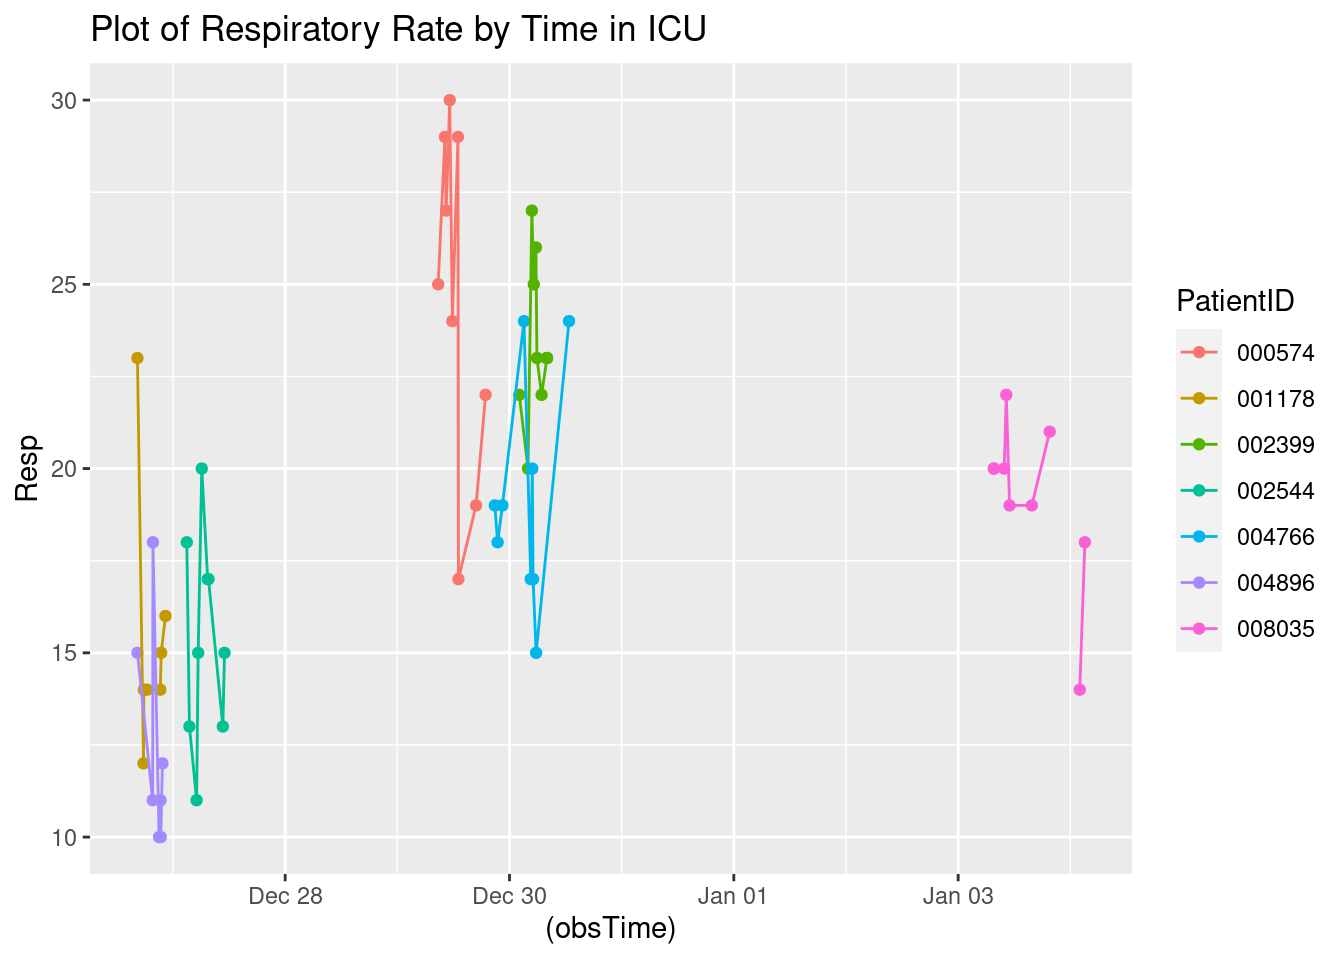 Plot of Respiratory Rate by Time in ICU
30
25
20
15
10
Resp
Dec 28
Dec 30
Jan 01
Jan 03
(obsTime)
PatientID
000574
001178
002399
002544
004766
004896
008035